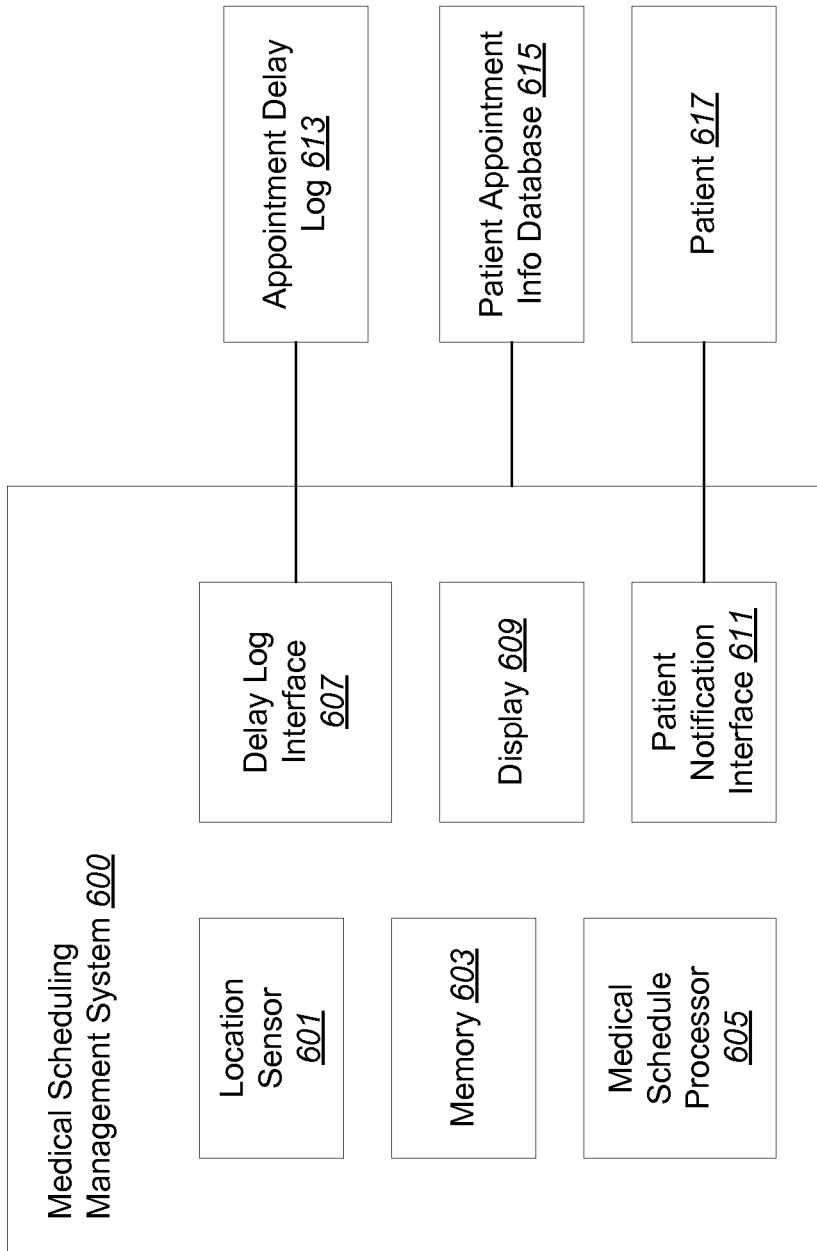 Medical Scheduling
Management System 600
Location
Sensor
601
Memory 603
Medical
Schedule
Processor
605
Delay Log
Interface
607
Display 609
Patient
Notification
Interface 611
Appointment Delay
Log 613
Patient Appointment
Info Database 615
Patient 617